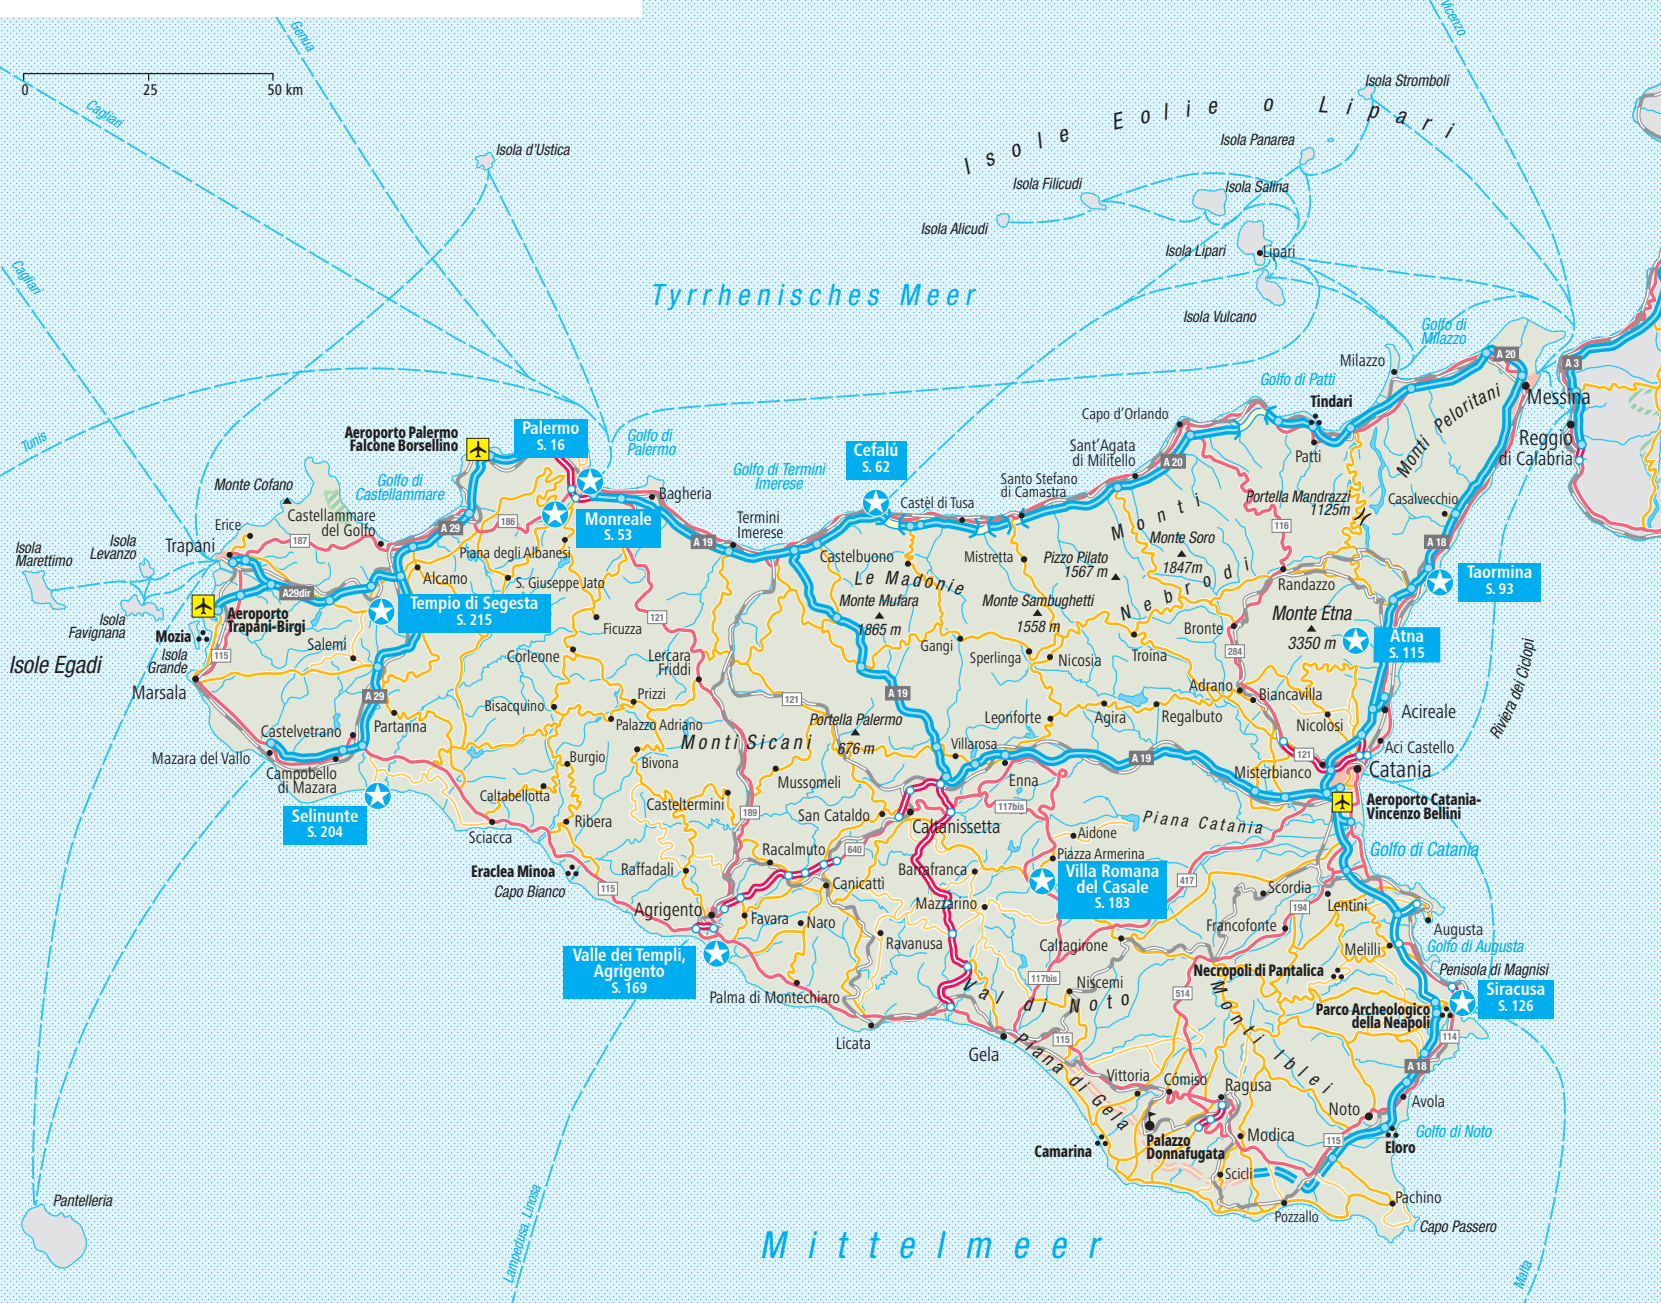 Genua
Vicenzo
0 25 50 km
Cagliari
Isola Stromboli
Isole Eolie o Lipari
Isola d'Ustica
Isola Panarea
Isola Filicudi
Isola Salina
Isola Alicudi
Isola Lipari
Lipari
Cagliari
Tyrrhenisches Meer
Isola Vulcano
Golfo di
Milazzo
Milazzo
A 20
A 3
Golfo di Patti
Messina
Tindari
Monti Peloritani
Capo d'Orlando
Reggio
di Calabria
Patti
Tunis
Aeroporto Palermo
Falcone Borsellino
Palermo
S. 16
Golfo di
Palermo
Cefalù
S. 62
Sant'Agata
di Militello
A 20
Golfo di Termini
Imerese
Santo Stefano
di Camastra
Monte Cofano
Golfo di
Castellammare
Bagheria
Castèl di Tusa
Portella Mandrazzi
1125m
Casalvecchio
Castellammare
del Golfo
Erice
A 29
186
Monreale
S. 53
Termini
Imerese
Monti Nebrodi
116
187
Trapani
Isola
Levanzo
Isola
Marettimo
Piana degli Albanesi
A 19
Castelbuono
Mistretta
Pizzo Pilato
1567 m
Monte Soro
1847m
A 18
Alcamo
S. Giuseppe Jato
Le Madonie
Randazzo
Taormina
S. 93
A29dir
Tempio di Segesta
S. 215
Monte Mufara
1865 m
Monte Sambughetti
1558 m
Monte Etna
3350 m
Isola
Favignana
Aeroporto
Trapani-Birgi
Mozia
Isola
Grande
Salemi
Ficuzza
121
Bronte
Ätna
S. 115
Isole Egadi
115
Corleone
Lercara
Friddi
Gangi
Sperlinga
Nicosia
Troina
284
Riviera dei Ciclopi
Marsala
A 29
Prizzi
121
A 19
Adrano
Biancavilla
Bisacquino
Partanna
Palazzo Adriano
Portella Palermo
676 m
Leonforte
Agira
Regalbuto
Nicolosi
Acireale
Castelvetrano
Monti Sicani
Mazara del Vallo
Burgio
Bivona
Villarosa
A 19
121
Aci Castello
Campobello
di Mazara
Mussomeli
Enna
Misterbianco
Catania
Caltabellotta
Casteltermini
Selinunte
S. 204
189
San Cataldo
117bis
Aeroporto Catania-
Vincenzo Bellini
Ribera
Caltanissetta
Piana Catania
Sciacca
640
Aidone
Golfo di Catania
Racalmuto
Piazza Armerina
Eraclea Minoa
Raffadali
Barrafranca
Villa Romana
del Casale
S. 183
417
Capo Bianco
115
Canicattì
Scordia
Agrigento
Mazzarino
194
Lentini
Favara
Naro
Francofonte
Augusta
Ravanusa
Caltagirone
Melilli
Golfo di Augusta
Valle dei Templi,
Agrigento
S. 169
Necropoli di Pantalica
Penisola di Magnisi
117bis
Niscemi
Palma di Montechiaro
Val di Noto
514
Siracusa
S. 126
Parco Archeologico
della Neapoli
Licata
Gela
115
114
Piana di Gela
Monti Iblei
A 18
Vittoria
Cómiso
Ragusa
Noto
Avola
Camarina
Palazzo
Donnafugata
Modica
115
Golfo di Noto
Eloro
Scicli
Pantelleria
Pachino
Pozzallo
Capo Passero
Mittelmeer
Lampedusa, Linosa
Malta